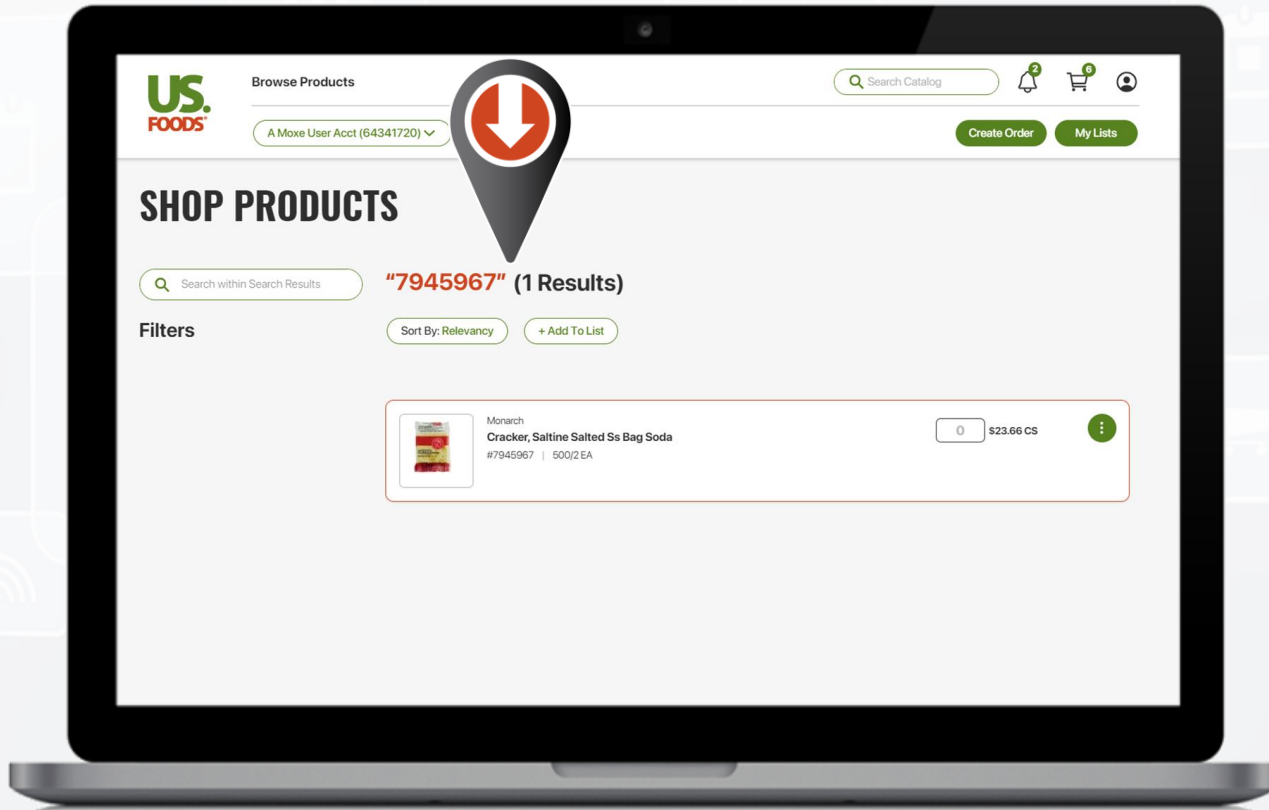 US.
FOODS®
Browse Products
Search Catalog
2
6
A Moxe User Acct (64341720)
Create Order
My Lists
SHOP PRODUCTS
Search within Search Results
"7945967" (1 Results)
Filters
Sort By: Relevancy
+ Add To List
Monarch
Cracker, Saltine Salted Ss Bag Soda
#7945967 | 500/2 EA
0
$23.66 CS